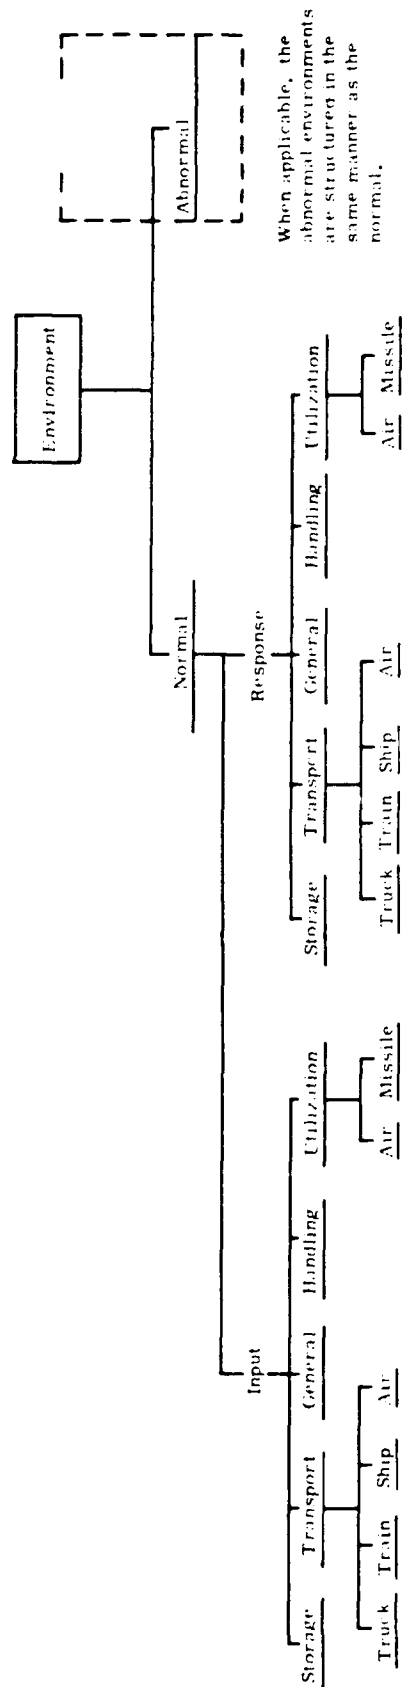 Environment
Normal
Abnormal
When applicable, the
abnormal environments
are structured in the
same manner as the
normal.
Input
Response
Storage Transport General Handling Utilization
Truck Train Ship Air
Air Missile
Storage Transport General Handling Utilization
Truck Train Ship Air
Air Missile